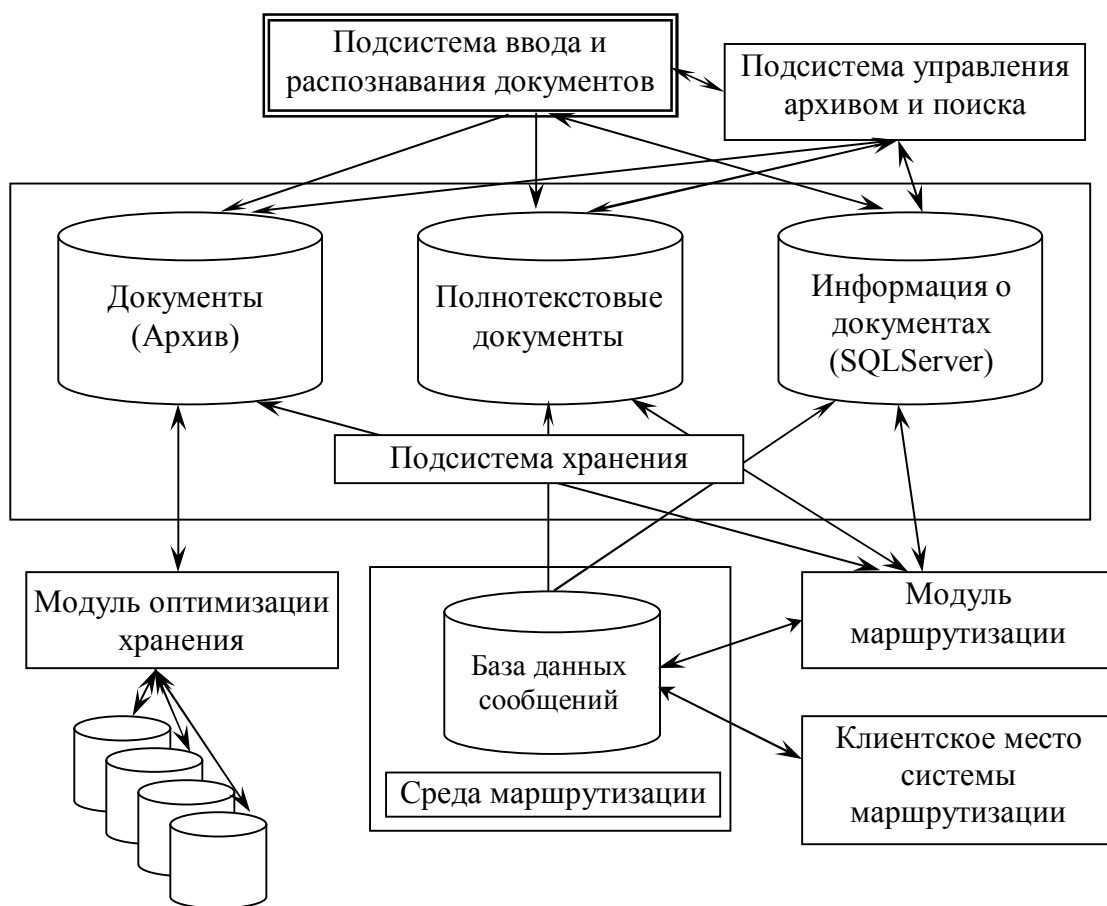 Подсистема ввода и
распознавания документов
Подсистема управления
архивом и поиска
Документы
(Архив)
Полнотекстовые
документы
Информация о
документах
(SQLServer)
Подсистема хранения
Модуль оптимизации
хранения
База данных
сообщений
Среда маршрутизации
Модуль
маршрутизации
Клиентское место
системы
маршрутизации